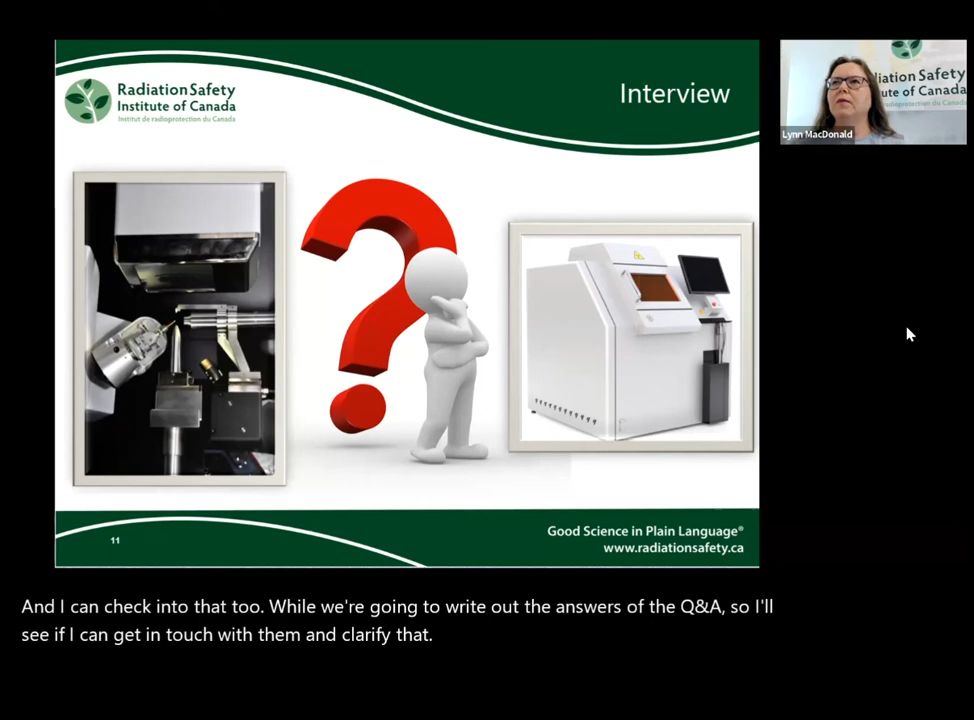 Radiation Safety
Institute of Canada
Institut de radioprotection du Canada
Interview
diation Safety
ute of Canada
Lynn MacDonald
11
Good Science in Plain Language®
www.radiationsafety.ca
And I can check into that too. While we're going to write out the answers of the Q&A, so I'll
see if I can get in touch with them and clarify that.